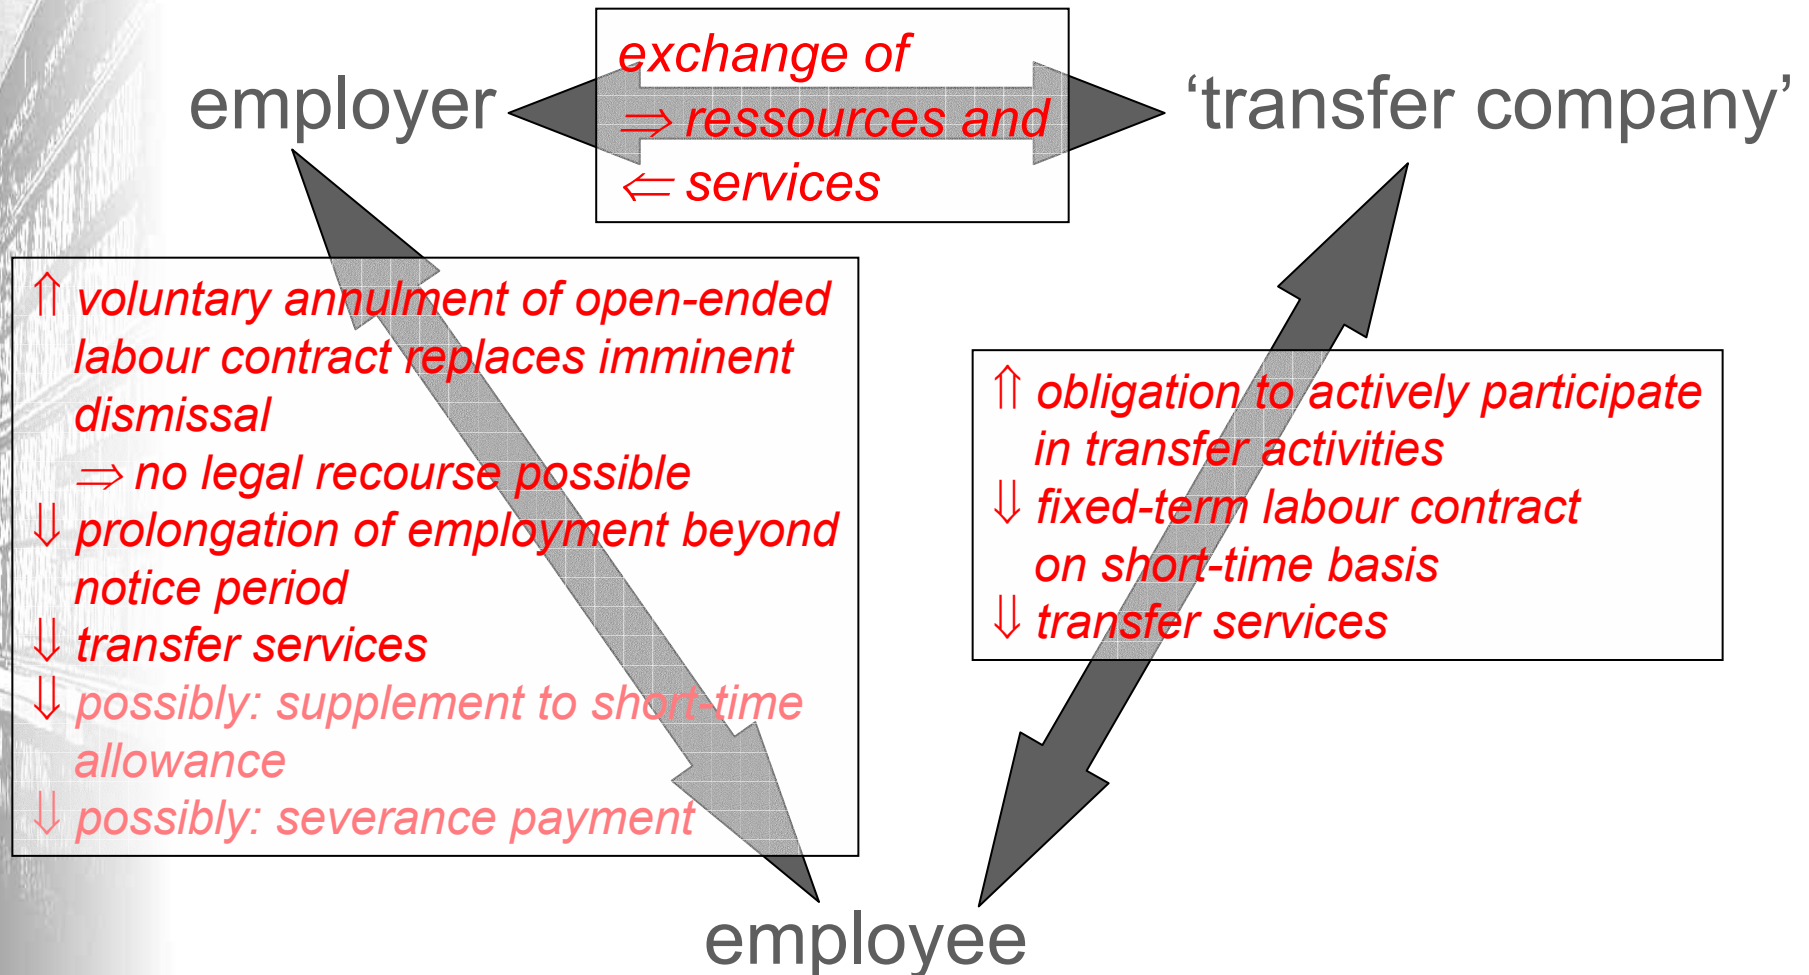 employer
exchange of
⇒ ressources and
⇐ services
‘transfer company’
⇑ voluntary annulment of open-ended
labour contract replaces imminent
dismissal
⇒ no legal recourse possible
⇓ prolongation of employment beyond
notice period
⇓ transfer services
⇓ possibly: supplement to short-time
allowance
⇓ possibly: severance payment
⇑ obligation to actively participate
in transfer activities
⇓ fixed-term labour contract
on short-time basis
⇓ transfer services
employee